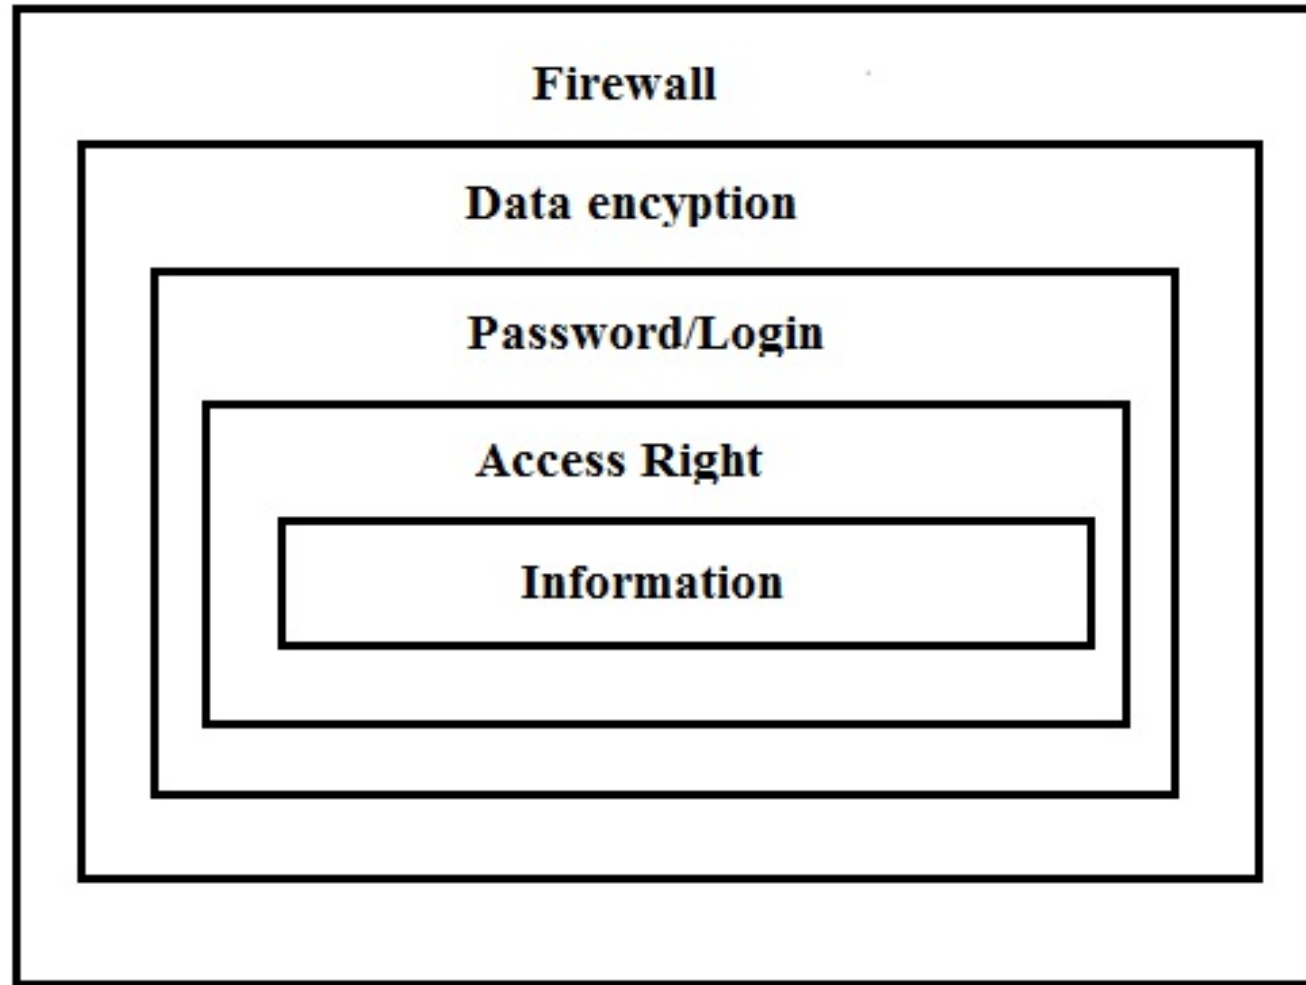 Firewall
Data encyption
Password/Login
Access Right
Information